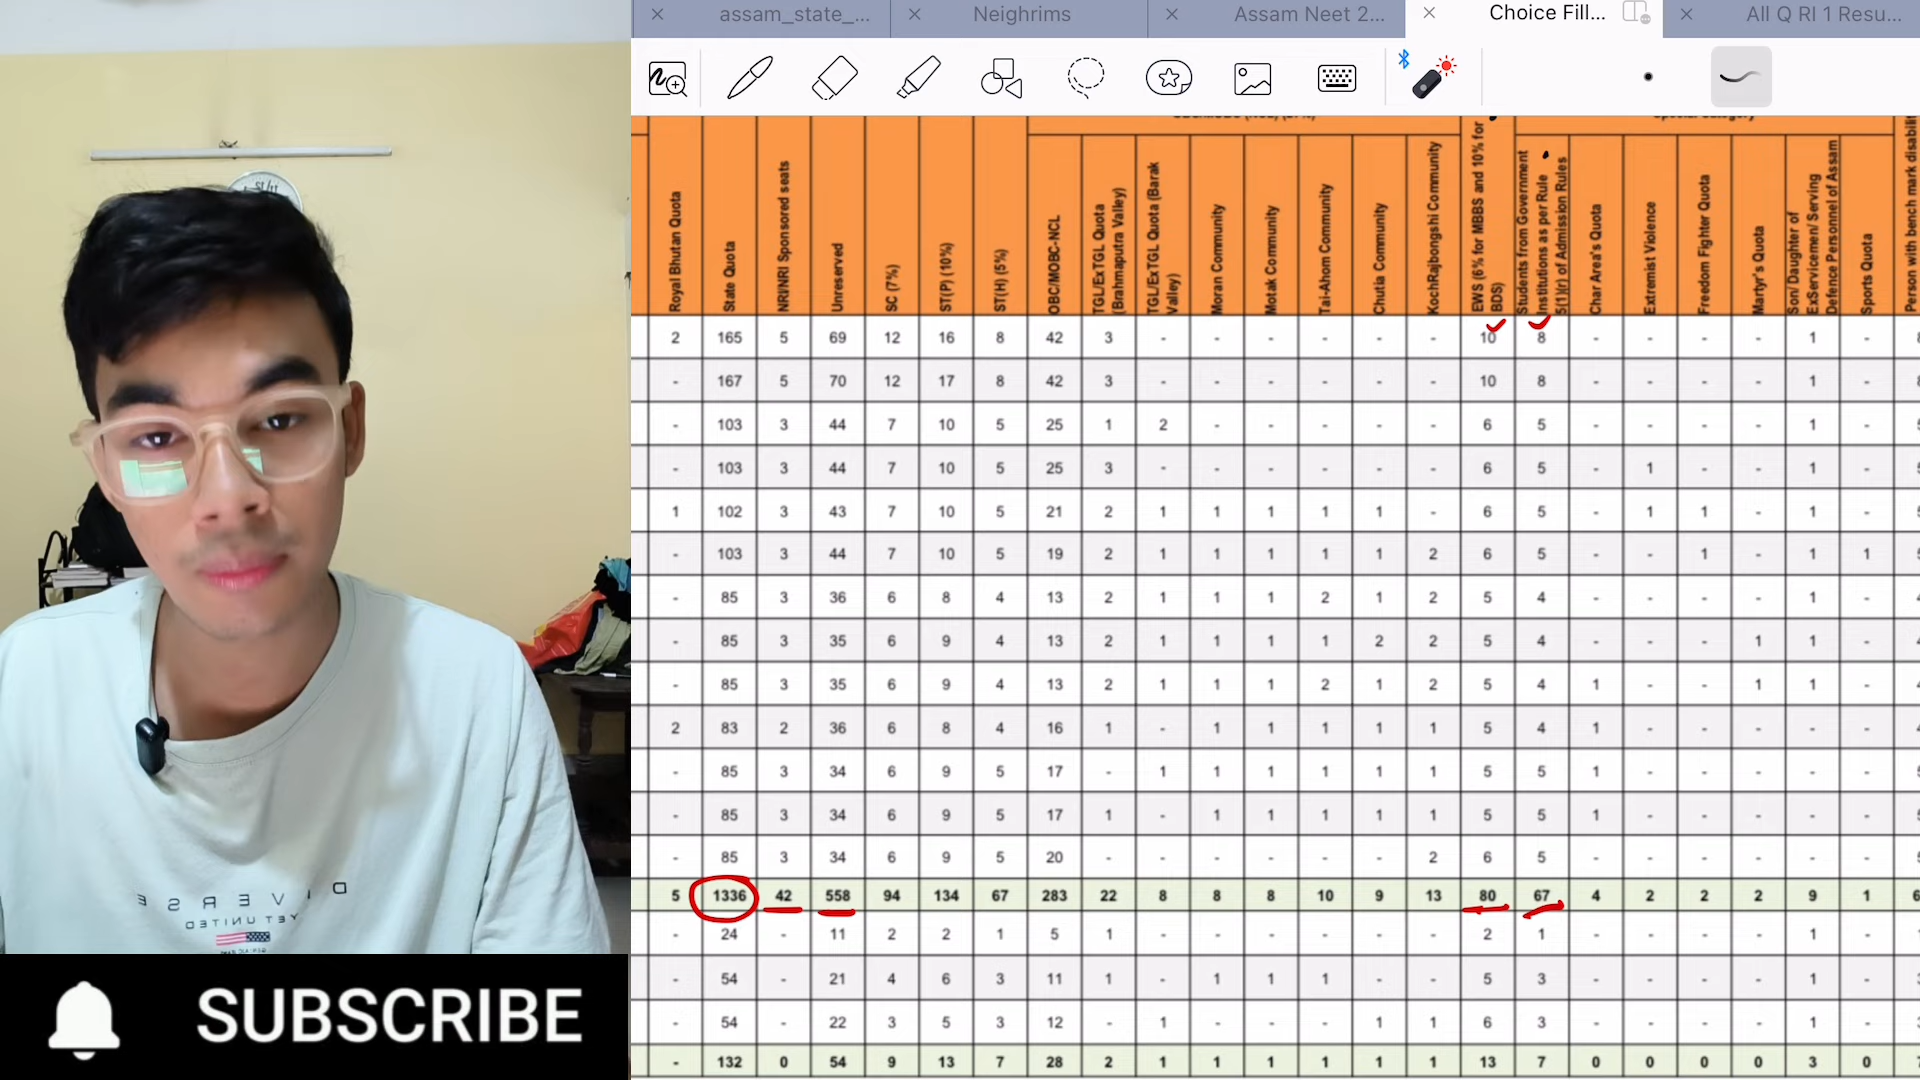 assam_state_...
Neighrims
Assam Neet 2...
Choice Fill...
All Q RI 1 Resu...
Royal Bhutan Quota
State Quota
NRI/NRI Sponsored seats
Unreserved
SC (7%)
ST(P) (10%)
ST(H) (5%)
OBC/MOBC-NCL
TGL/ExTGL Quota (Brahmaputra Valley)
TGL/ExTGL Quota (Barak Valley)
Moran Community
Motak Community
Tai-Ahom Community
Chutia Community
KochRajbongshi Community
EWS (6% for MBBS and 10% for BDS)
Students from Government Institutions as per Rule 5(1)(r) of Admission Rules
Char Area's Quota
Extremist Violence
Freedom Fighter Quota
Martyr's Quota
Son/ Daughter of ExServicemen/ Serving Defence Personnel of Assam
Sports Quota
Person with bench mark
2 165 5 69 12 16 8 42 3 - - - - - - 10 8 - - - - 1 -
- 167 5 70 12 17 8 42 3 - - - - - - 10 8 - - - - 1 -
- 103 3 44 7 10 5 25 1 2 - - - - - 6 5 - - - - 1 -
- 103 3 44 7 10 5 25 3 - - - - - - 6 5 - 1 - - 1 -
1 102 3 43 7 10 5 21 2 1 1 1 1 1 - 6 5 - 1 1 - 1 -
- 103 3 44 7 10 5 19 2 1 1 1 1 1 2 6 5 - - 1 - 1 1
- 85 3 36 6 8 4 13 2 1 1 1 2 1 2 5 4 - - - - 1 -
- 85 3 35 6 9 4 13 2 1 1 1 1 2 2 5 4 - - - 1 1 -
- 85 3 35 6 9 4 13 2 1 1 1 2 1 2 5 4 1 - - 1 1 -
2 83 2 36 6 8 4 16 1 - 1 1 1 1 1 5 4 1 - - - - -
- 85 3 34 6 9 5 17 - 1 1 1 1 1 1 5 5 1 - - - - -
- 85 3 34 6 9 5 17 1 - 1 1 1 1 1 5 5 1 - - - - -
- 85 3 34 6 9 5 20 - - - - - - 2 6 5 - - - - - -
5 1336 42 558 94 134 67 283 22 8 8 8 10 9 13 80 67 4 2 2 2 9 1
- 24 - 11 2 2 1 5 1 - - - - - - 2 1 - - - - 1 -
- 54 - 21 4 6 3 11 1 - 1 1 1 - - 5 3 - - - - 1 -
- 54 - 22 3 5 3 12 - 1 - - - 1 1 6 3 - - - - 1 -
- 132 0 54 9 13 7 28 2 1 1 1 1 1 1 13 7 0 0 0 0 3 0
DIVERSE
YET UNITED
SUBSCRIBE